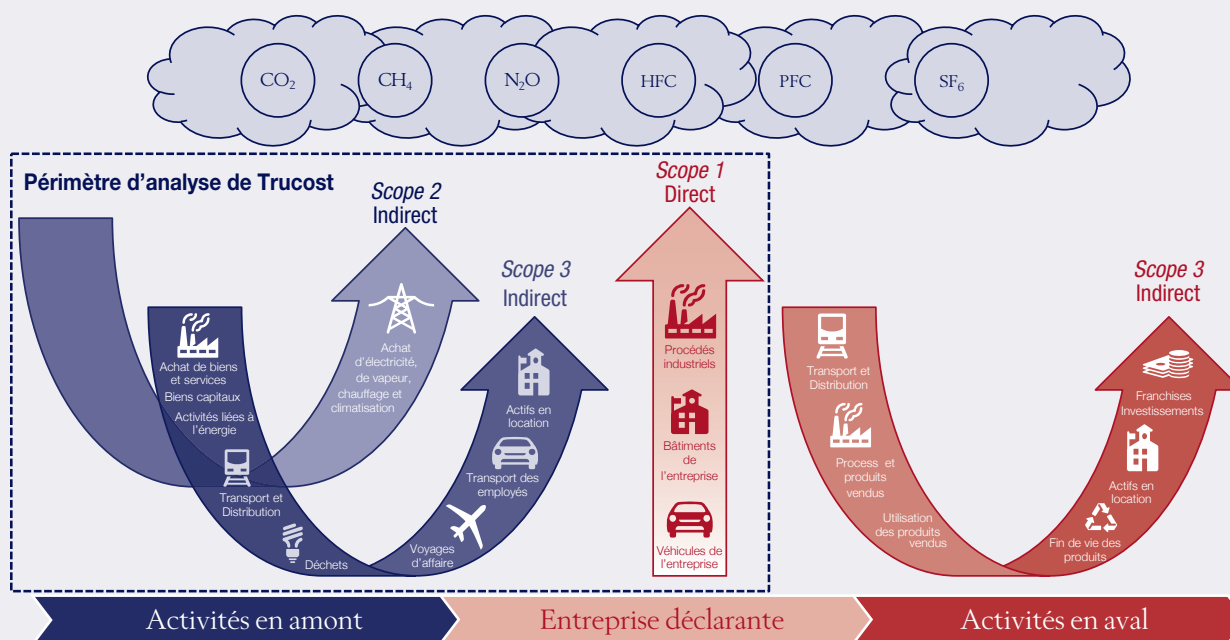 CO₂
CH₄
N₂O
HFC
PFC
SF₆
Périmètre d'analyse de Trucost
Scope 2
Indirect
Scope 3
Indirect
Scope 1
Direct
Scope 3
Indirect
Achat de biens
et services
Biens capitaux
Activités liées à
l'énergie
Transport et
Distribution
Déchets
Achat
d'électricité,
de vapeur,
chauffage et
climatisation
Actifs en
location
Transport des
employés
Voyages
d'affaire
Procédés
industriels
Bâtiments
de
l'entreprise
Véhicules de
l'entreprise
Transport et
Distribution
Process et
produits
vendus
Utilisation
des produits
vendus
Franchises
Investissements
Actifs en
location
Fin de vie des
produits
Activités en amont
Entreprise déclarante
Activités en aval